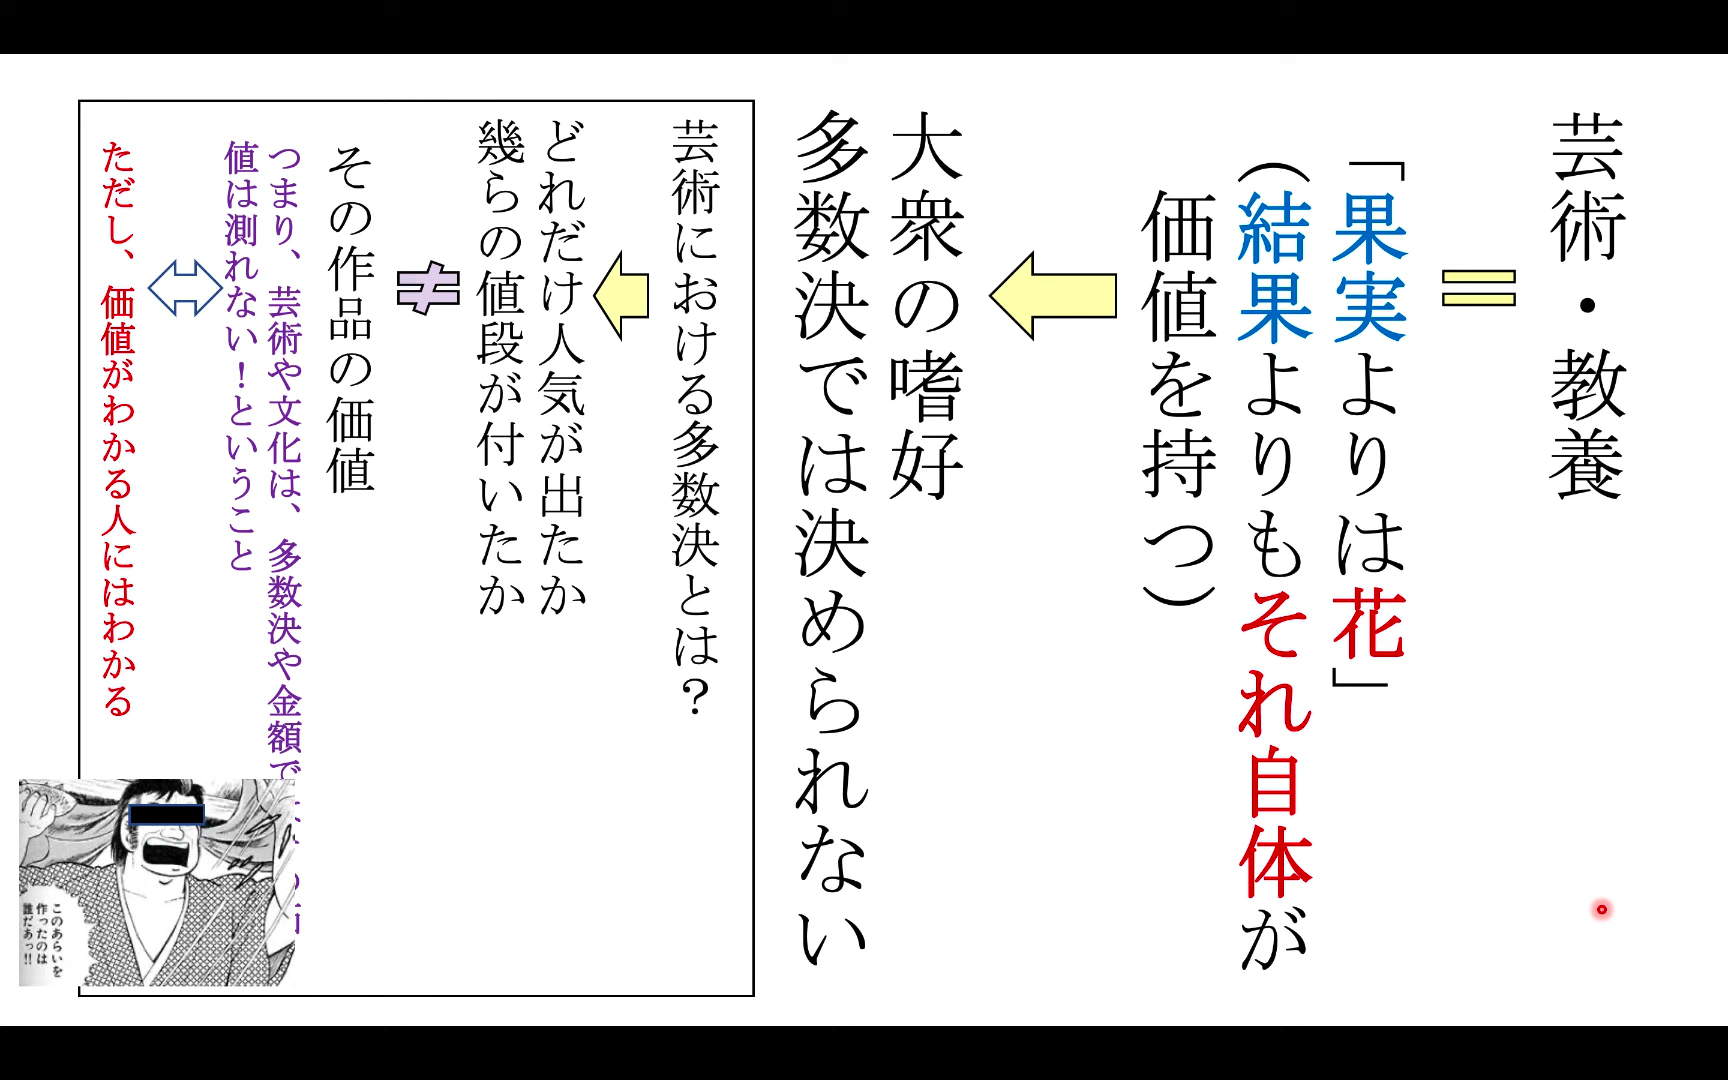 芸術・教養
「果実よりは花」
（結果よりもそれ自体が
価値を持つ）
大衆の嗜好
多数決では決められない
芸術における多数決とは？
どれだけ人気が出たか
幾らの値段が付いたか
≠
その作品の価値
つまり、芸術や文化は、多数決や金額で
値は測れない！ということ
ただし、価値がわかる人にはわかる
このあらいを
作ったのは
誰だあっ!!